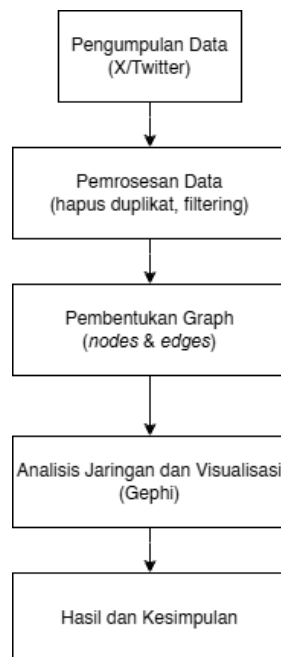 Pengumpulan Data
(X/Twitter)
Pemrosesan Data
(hapus duplikat, filtering)
Pembentukan Graph
(nodes & edges)
Analisis Jaringan dan Visualisasi
(Gephi)
Hasil dan Kesimpulan